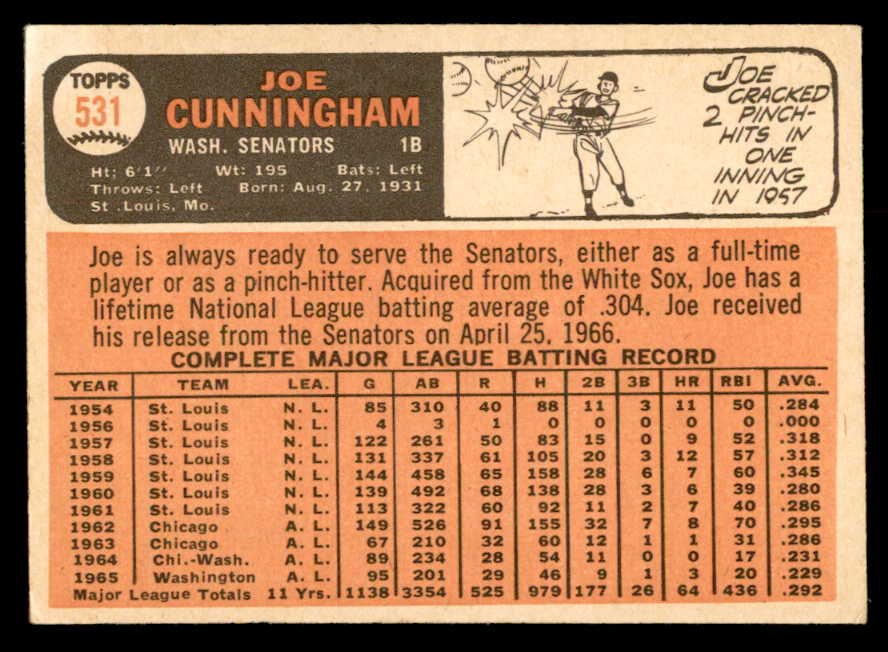 TOPPS
531
JOE
CUNNINGHAM
WASH. SENATORS 1B
Ht: 6'1" Wt: 195 Bats: Left
Throws: Left Born: Aug. 27, 1931
St .Louis, Mo.
JOE
CRACKED
2 PINCH-
HITS IN
ONE
INNING
IN 1957
Joe is always ready to serve the Senators, either as a full-time
player or as a pinch-hitter. Acquired from the White Sox, Joe has a
lifetime National League batting average of .304. Joe received
his release from the Senators on April 25, 1966.
COMPLETE MAJOR LEAGUE BATTING RECORD
YEAR TEAM LEA. G AB R H 2B 3B HR RBI AVG.
1954 St. Louis N. L. 85 310 40 88 11 3 11 50 .284
1956 St. Louis N. L. 4 3 1 0 0 0 0 0 .000
1957 St. Louis N. L. 122 261 50 83 15 0 9 52 .318
1958 St. Louis N. L. 131 337 61 105 20 3 12 57 .312
1959 St. Louis N. L. 144 458 65 158 28 6 7 60 .345
1960 St. Louis N. L. 139 492 68 138 28 3 6 39 .280
1961 St. Louis N. L. 113 322 60 92 11 2 7 40 .286
1962 Chicago A. L. 149 526 91 155 32 7 8 70 .295
1963 Chicago A. L. 67 210 32 60 12 1 1 31 .286
1964 Chi.-Wash. A. L. 89 234 28 54 11 0 0 17 .231
1965 Washington A. L. 95 201 29 46 9 1 3 20 .229
Major League Totals 11 Yrs. 1138 3354 525 979 177 26 64 436 .292